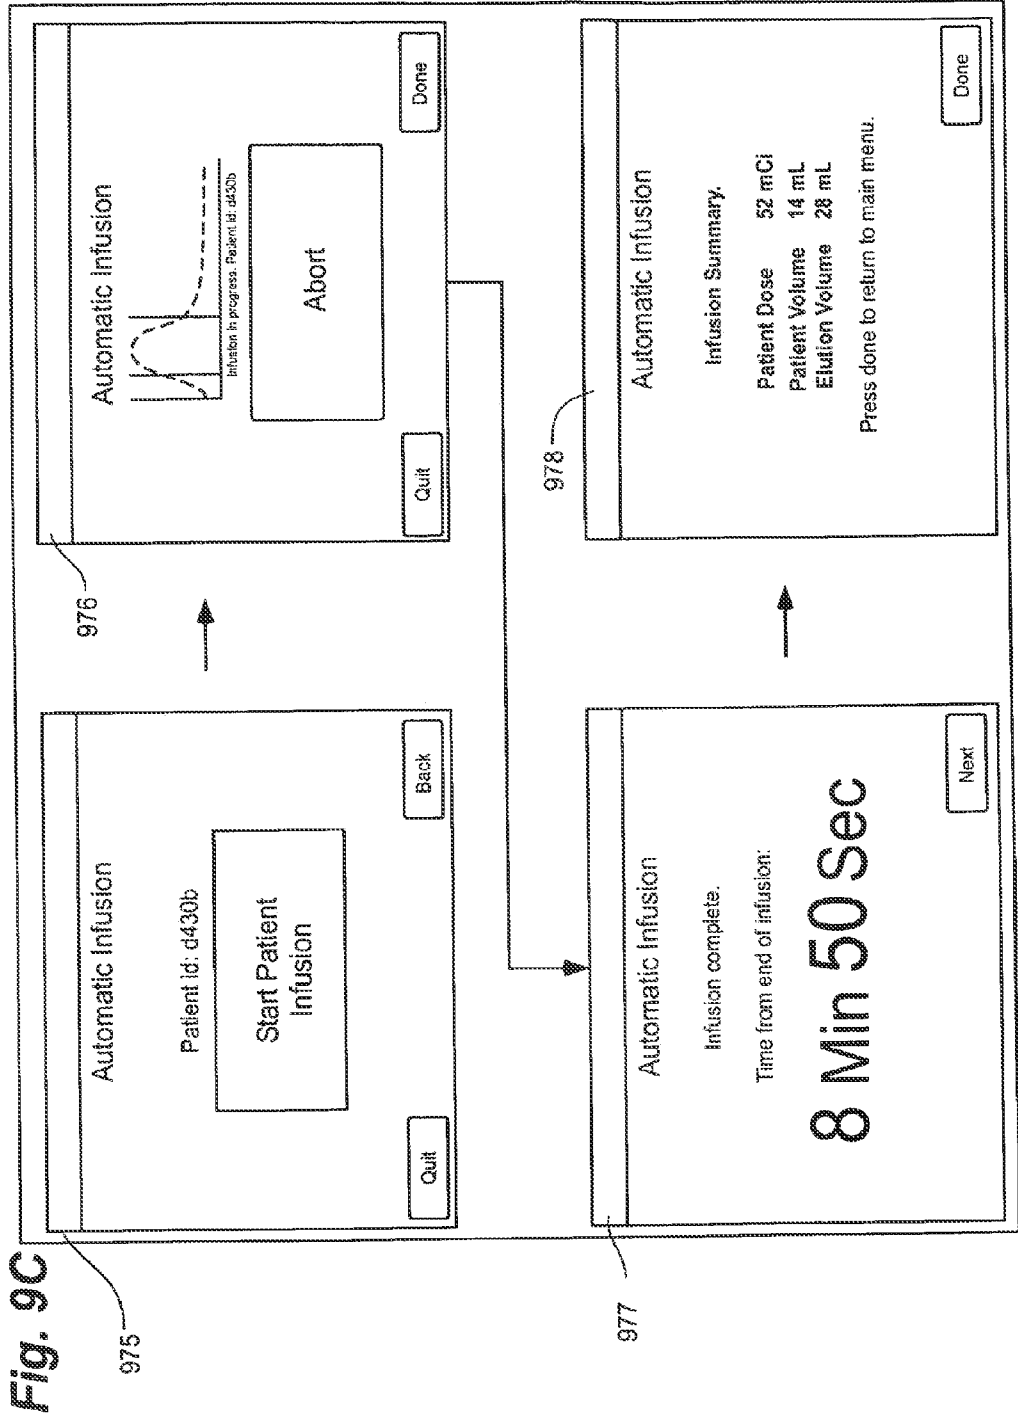 Fig. 9C
975
Automatic Infusion
Patient id: d430b
Start Patient
Infusion
Quit
Back
976
Automatic Infusion
Infusion in progress. Patient id: d430b
Abort
Quit
Done
977
Automatic Infusion
Infusion complete.
Time from end of infusion:
8 Min 50 Sec
Next
978
Automatic Infusion
Infusion Summary.
Patient Dose 52 mCi
Patient Volume 14 mL
Elution Volume 28 mL
Press done to return to main menu.
Done